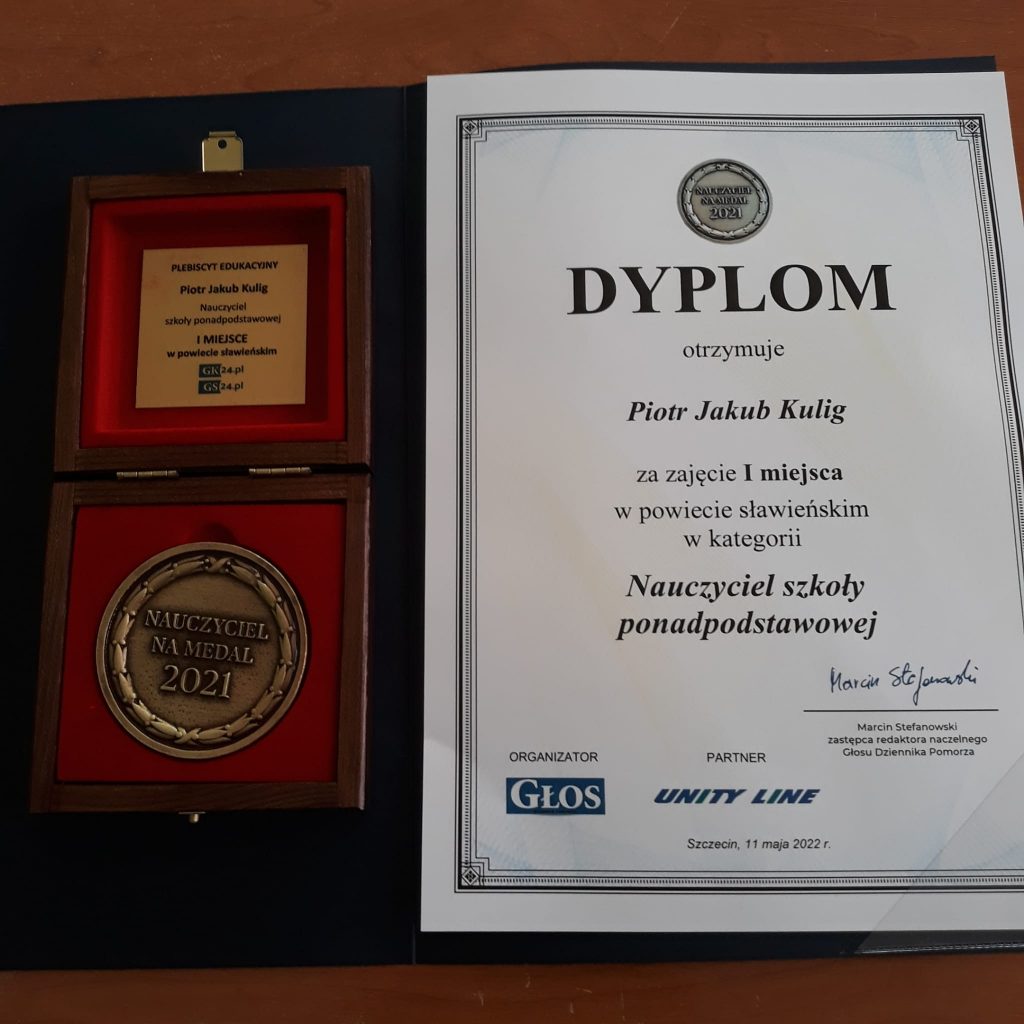 PLEBISCYT EDUKACYJNY
Piotr Jakub Kulig
Nauczyciel
szkoły ponadpodstawowej
I MIEJSCE
w powiecie sławieńskim
GK24.pl
GS24.pl
NAUCZYCIEL
NA MEDAL
2021
NAUCZYCIEL
NA MEDAL
2021
DYPLOM
otrzymuje
Piotr Jakub Kulig
za zajęcie I miejsca
w powiecie sławieńskim
w kategorii
Nauczyciel szkoły
ponadpodstawowej
Marcin Stefanowski
Marcin Stefanowski
zastępca redaktora naczelnego
Głosu Dziennika Pomorza
ORGANIZATOR
GŁOS
PARTNER
UNITY LINE
Szczecin, 11 maja 2022 r.